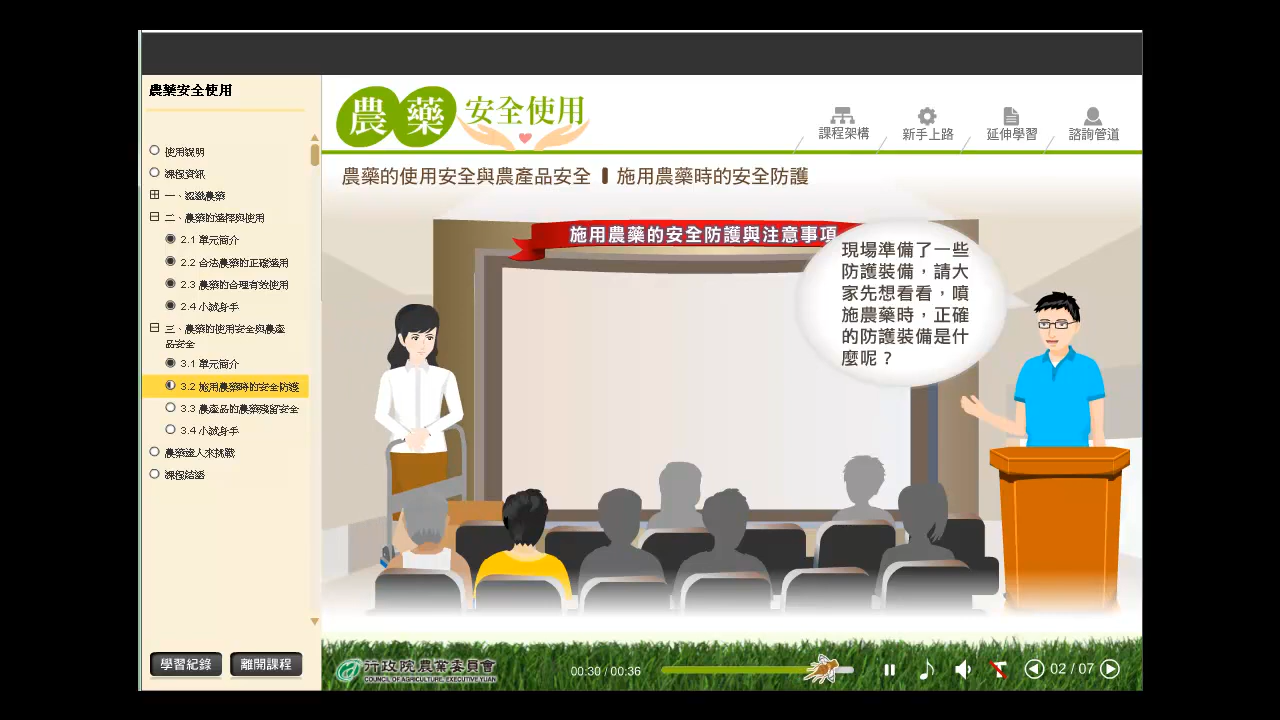 農藥安全使用
使用說明
課程資訊
一、認識農藥
二、農藥的選擇與使用
2.1 單元簡介
2.2 合法農藥的正確選用
2.3 農藥的合理有效使用
2.4 小試身手
三、農藥的使用安全與農產
品安全
3.1 單元簡介
3.2 施用農藥時的安全防護
3.3 農產品的農藥殘留安全
3.4 小試身手
農藥達人來挑戰
課程結語
學習紀錄
離開課程
農藥 安全使用
課程架構
新手上路
延伸學習
諮詢管道
農藥的使用安全與農產品安全 ▮ 施用農藥時的安全防護
施用農藥的安全防護與注意事項
現場準備了一些
防護裝備，請大
家先想看看，噴
施農藥時，正確
的防護裝備是什
麼呢？
行政院農業委員會
COUNCIL OF AGRICULTURE, EXECUTIVE YUAN
00:30 / 00:36
02 / 07